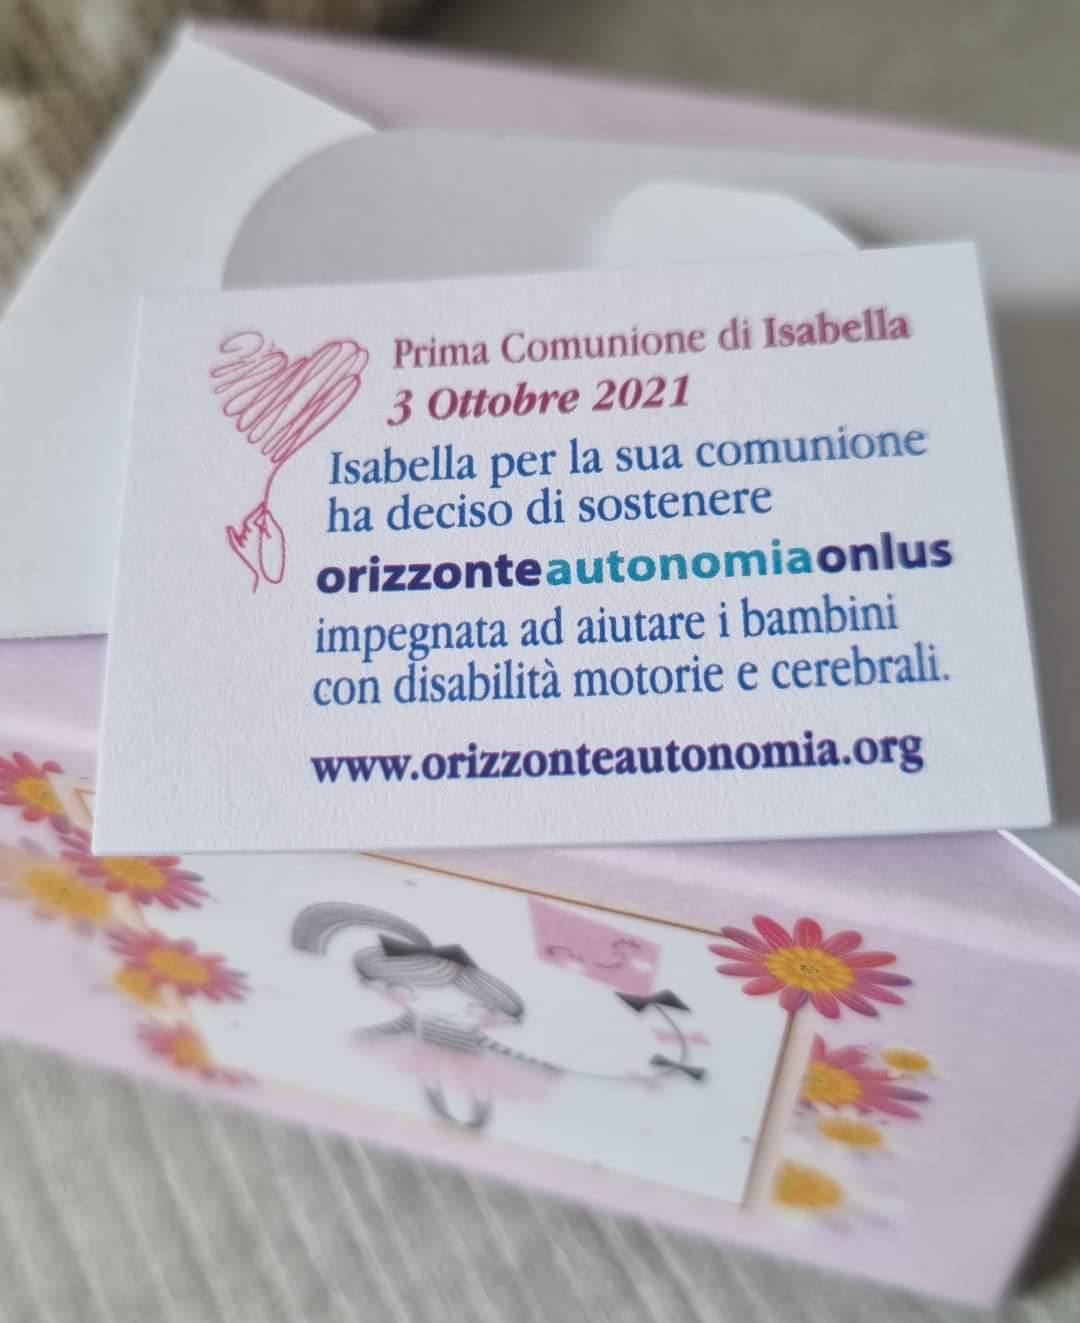 Prima Comunione di Isabella
3 Ottobre 2021
Isabella per la sua comunione
ha deciso di sostenere
orizzonteautonomiaonlus
impegnata ad aiutare i bambini
con disabilità motorie e cerebrali.
www.orizzonteautonomia.org